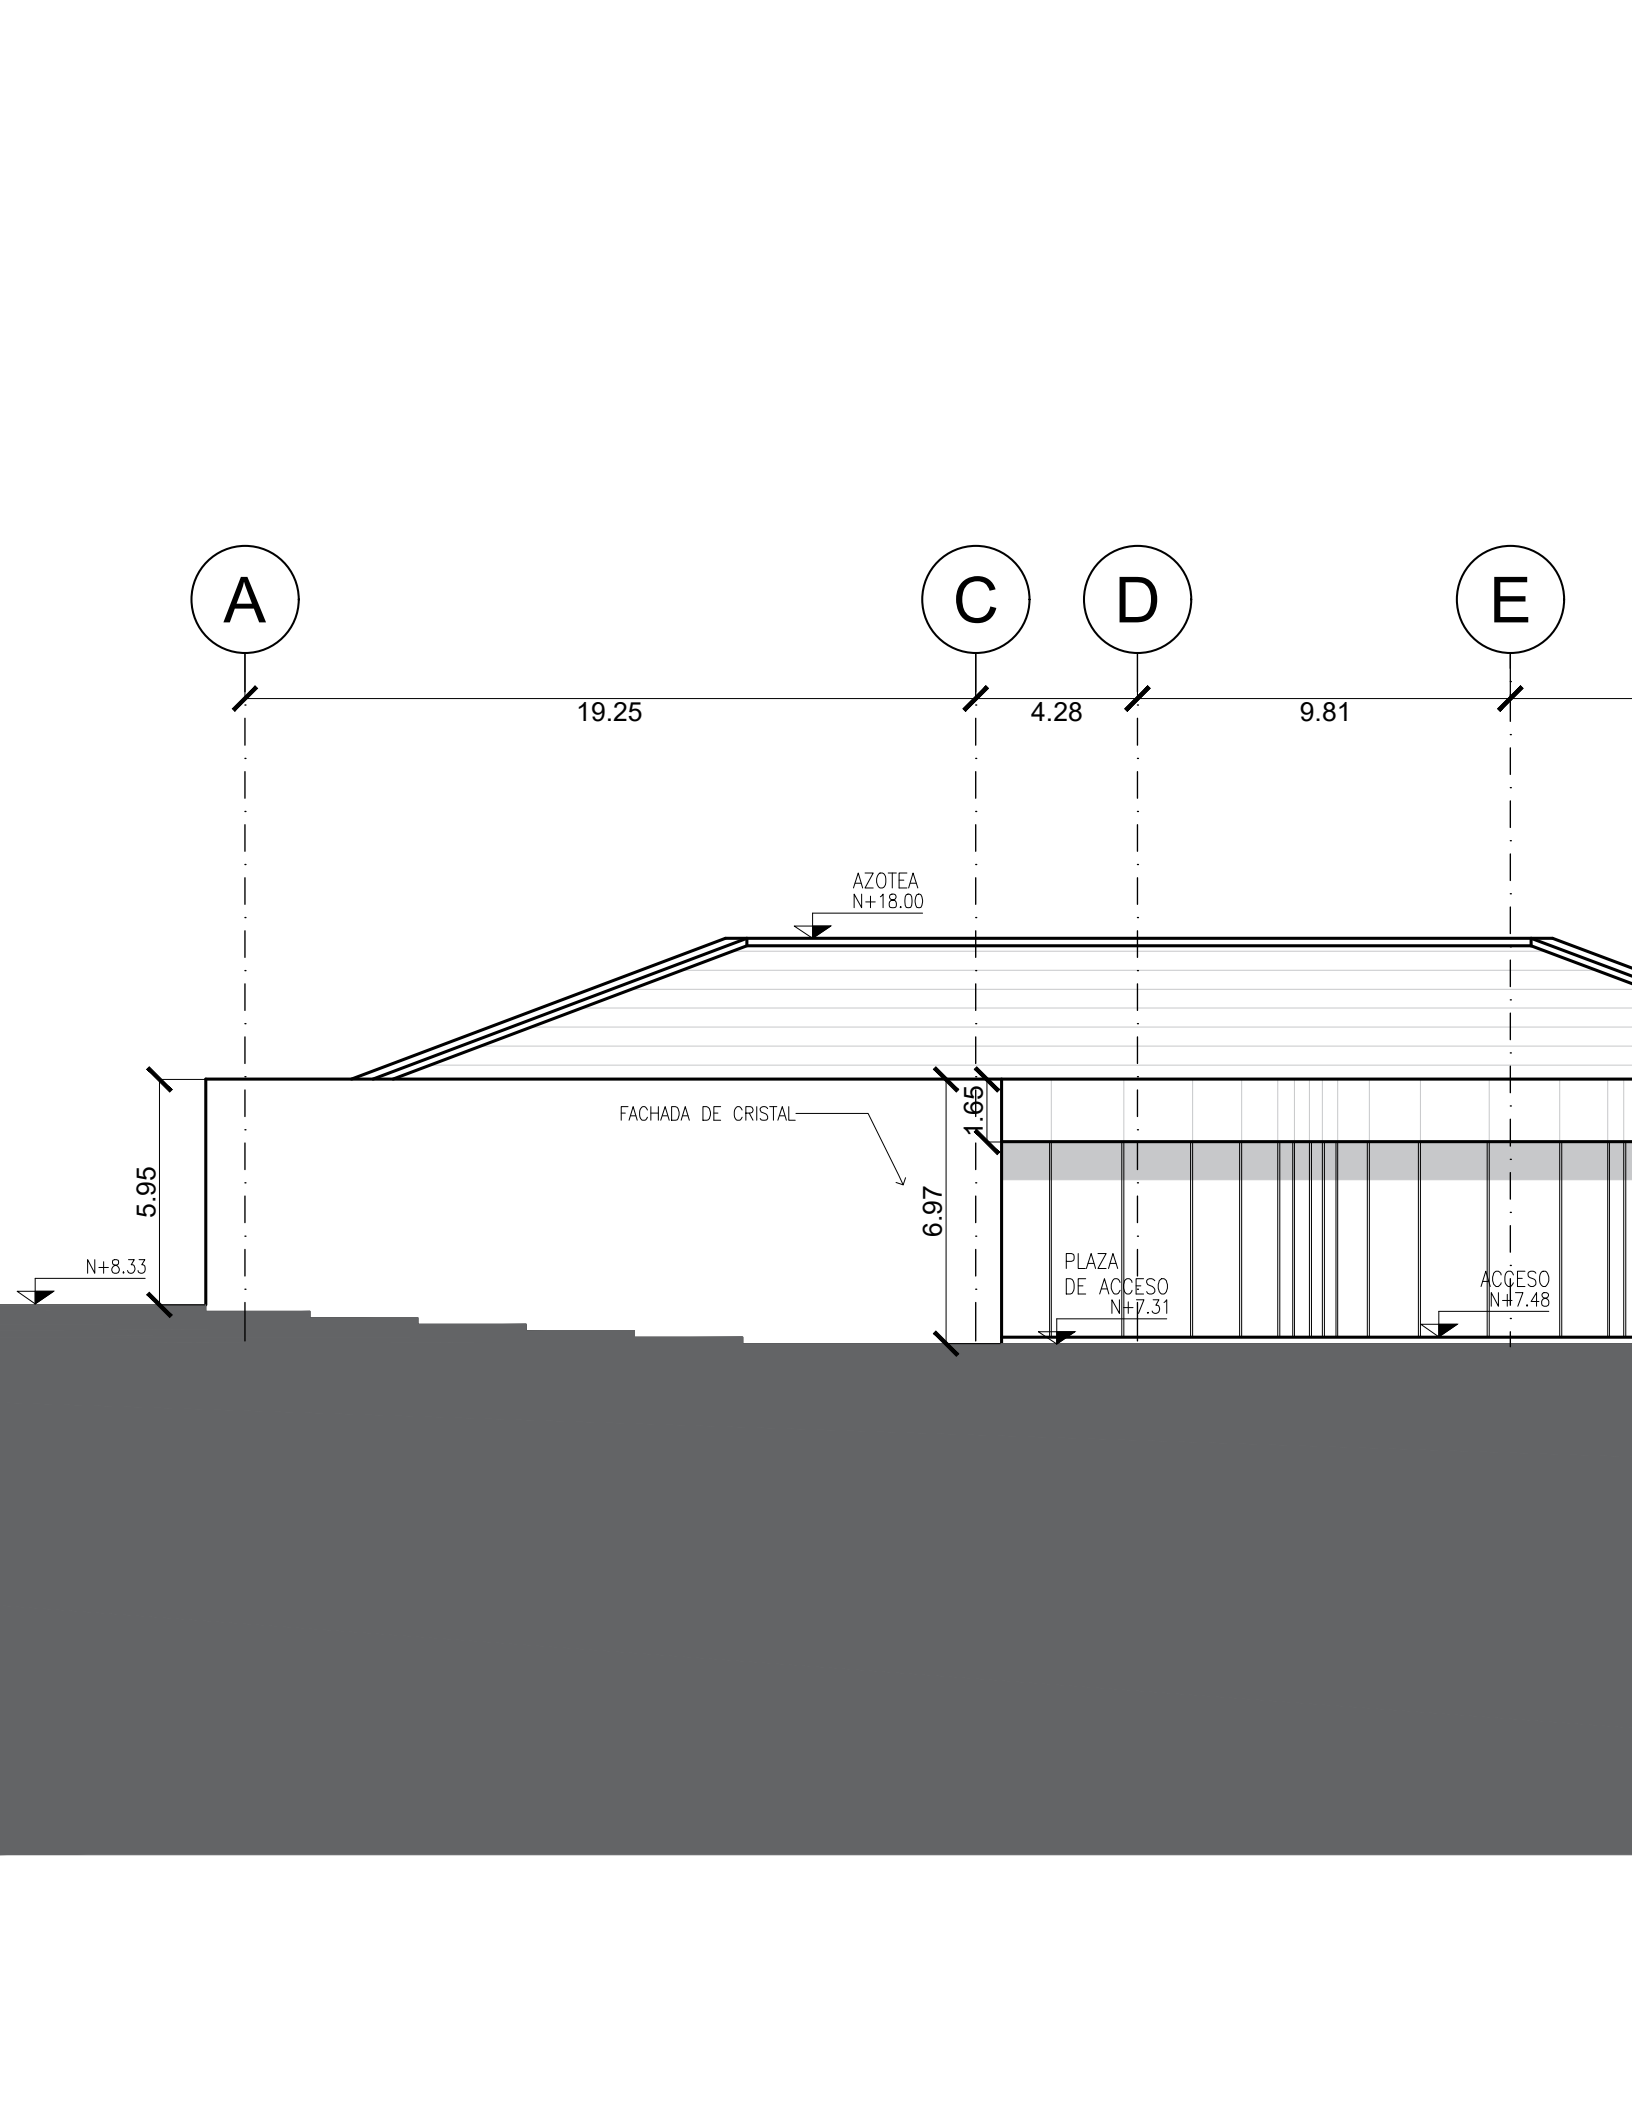 A
C
D
E
19.25
4.28
9.81
AZOTEA
N+18.00
1.65
FACHADA DE CRISTAL
5.95
6.97
N+8.33
PLAZA
DE ACCESO
N+7.31
ACCESO
N+7.48